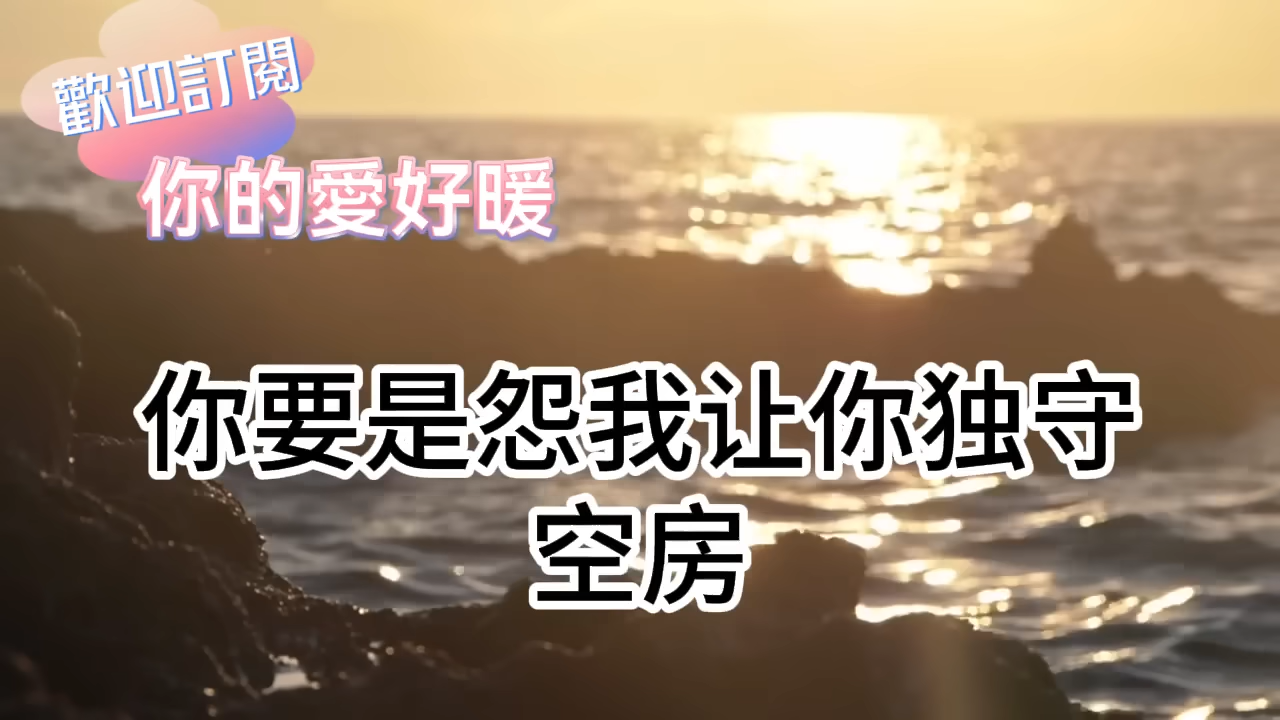 歡迎訂閱
你的愛好暖
你要是怨我让你独守
空房